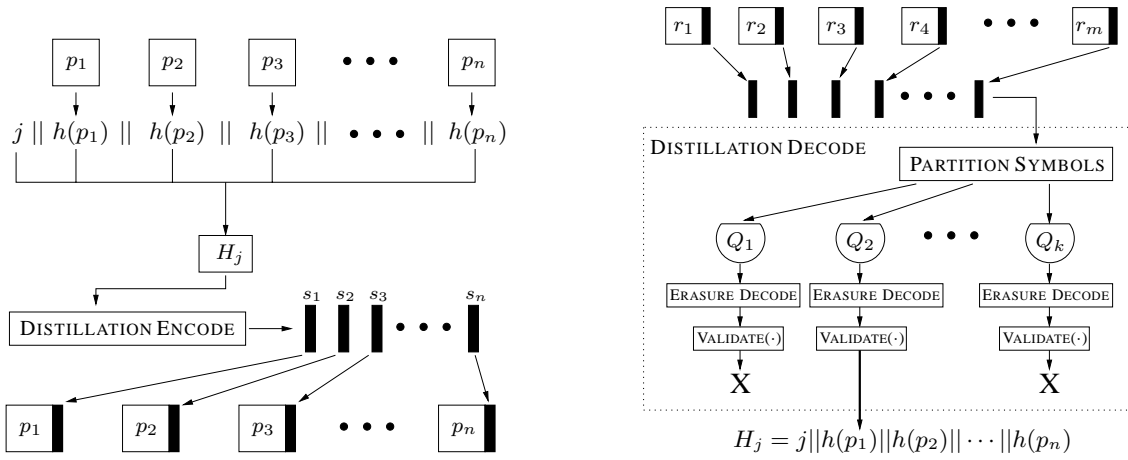 p1 p2 p3 • • • pn
j || h(p1) || h(p2) || h(p3) || • • • || h(pn)
Hj
DISTILLATION ENCODE
s1 s2 s3 • • • sn
p1 p2 p3 • • • pn
r1 r2 r3 r4 • • • rm
• • •
DISTILLATION DECODE
PARTITION SYMBOLS
Q1 Q2 • • • Qk
ERASURE DECODE ERASURE DECODE ERASURE DECODE
VALIDATE(·) VALIDATE(·) VALIDATE(·)
X X
Hj = j||h(p1)||h(p2)|| · · · ||h(pn)